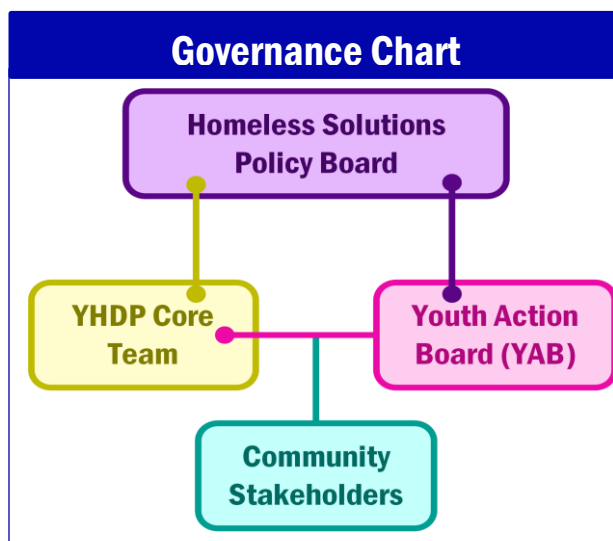 Governance Chart
Homeless Solutions
Policy Board
YHDP Core
Team
Youth Action
Board (YAB)
Community
Stakeholders